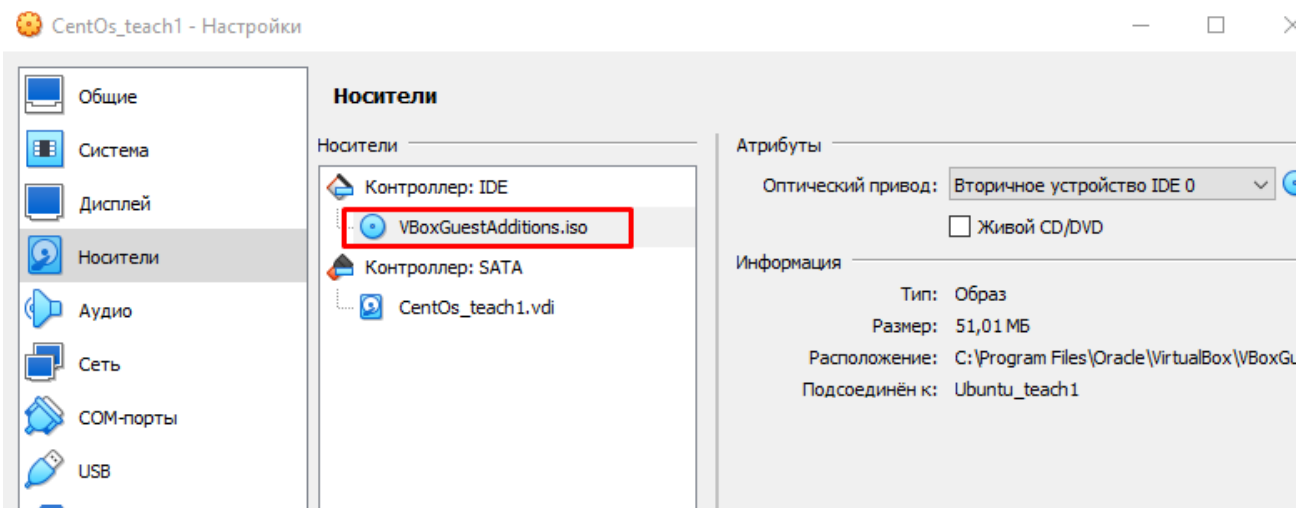 CentOs_teach1 - Настройки
Общие
Система
Дисплей
Носители
Аудио
Сеть
COM-порты
USB
Носители
Носители
Контроллер: IDE
VBoxGuestAdditions.iso
Контроллер: SATA
CentOs_teach1.vdi
Атрибуты
Оптический привод: Вторичное устройство IDE 0
Живой CD/DVD
Информация
Тип: Образ
Размер: 51,01 МБ
Расположение: C:\Program Files\Oracle\VirtualBox\VBoxGu
Подсоединён к: Ubuntu_teach1